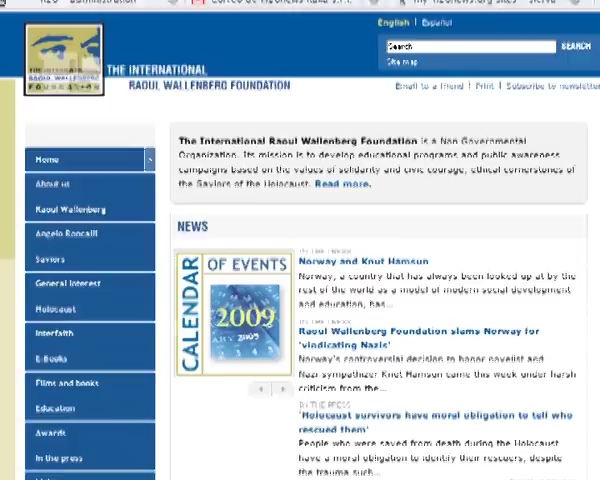 English | Español
Search SEARCH
Site map
THE INTERNATIONAL
RAOUL WALLENBERG FOUNDATION
Email to a friend | Print | Subscribe to newsletter
Home
About us
Raoul Wallenberg
Angelo Roncalli
Saviors
General Interest
Holocaust
Interfaith
E-Books
Films and books
Education
Awards
In the press
The International Raoul Wallenberg Foundation is a Non Governmental
Organization. Its mission is to develop educational programs and public awareness
campaigns based on the values of solidarity and civic courage, ethical cornerstones of
the Saviors of the Holocaust. Read more.
NEWS
CALENDAR
OF EVENTS
2009
2009
IN THE PRESS
Norway and Knut Hamsun
Norway, a country that has always been looked up at by the
rest of the world as a model of modern social development
and education, has...
IN THE PRESS
Raoul Wallenberg Foundation slams Norway for
'vindicating Nazis'
Norway's controversial decision to honor novelist and
Nazi sympathizer Knut Hamsun came this week under harsh
criticism from the...
IN THE PRESS
'Holocaust survivors have moral obligation to tell who
rescued them'
People who were saved from death during the Holocaust
have a moral obligation to identify their rescuers, despite
the trauma such...